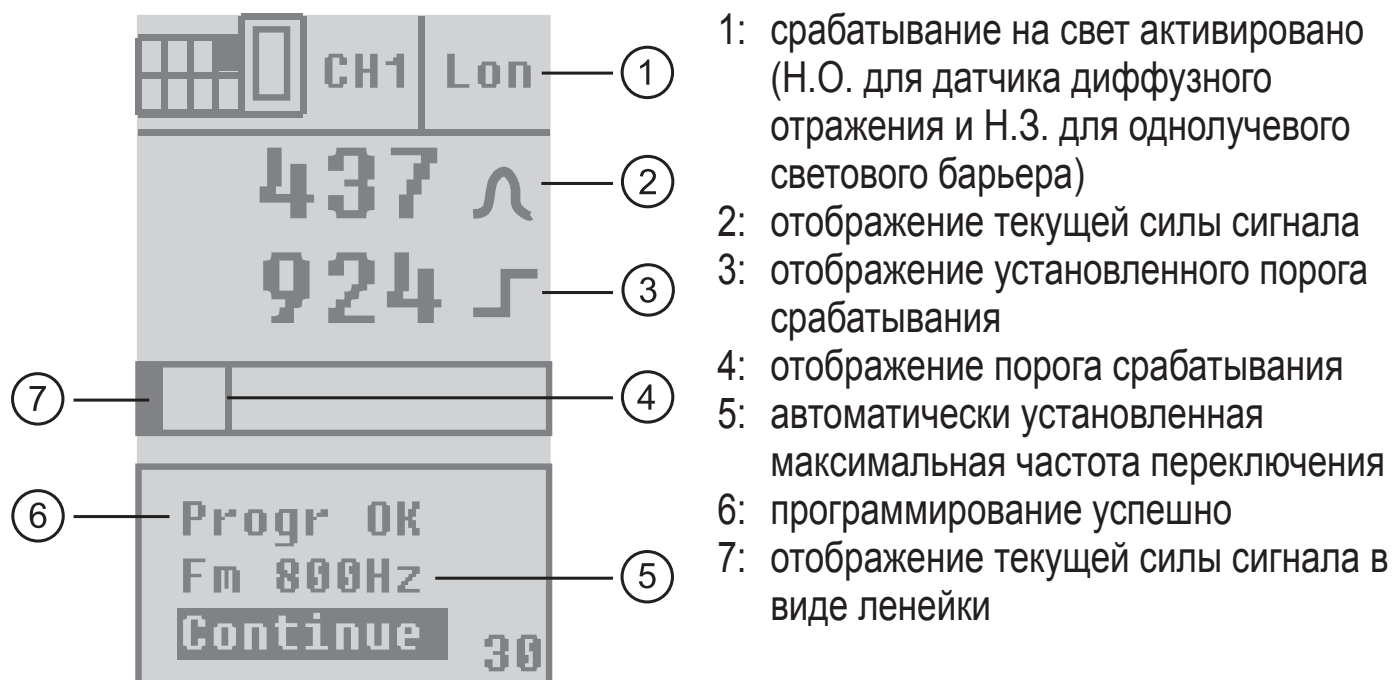 CH1 Lon
1
437
2
924
3
7
4
6
Progr OK
Fm 800Hz
5
Continue
30
1: срабатывание на свет активировано
(Н.О. для датчика диффузного
отражения и Н.З. для однолучевого
светового барьера)
2: отображение текущей силы сигнала
3: отображение установленного порога
срабатывания
4: отображение порога срабатывания
5: автоматически установленная
максимальная частота переключения
6: программирование успешно
7: отображение текущей силы сигнала в
виде ленейки